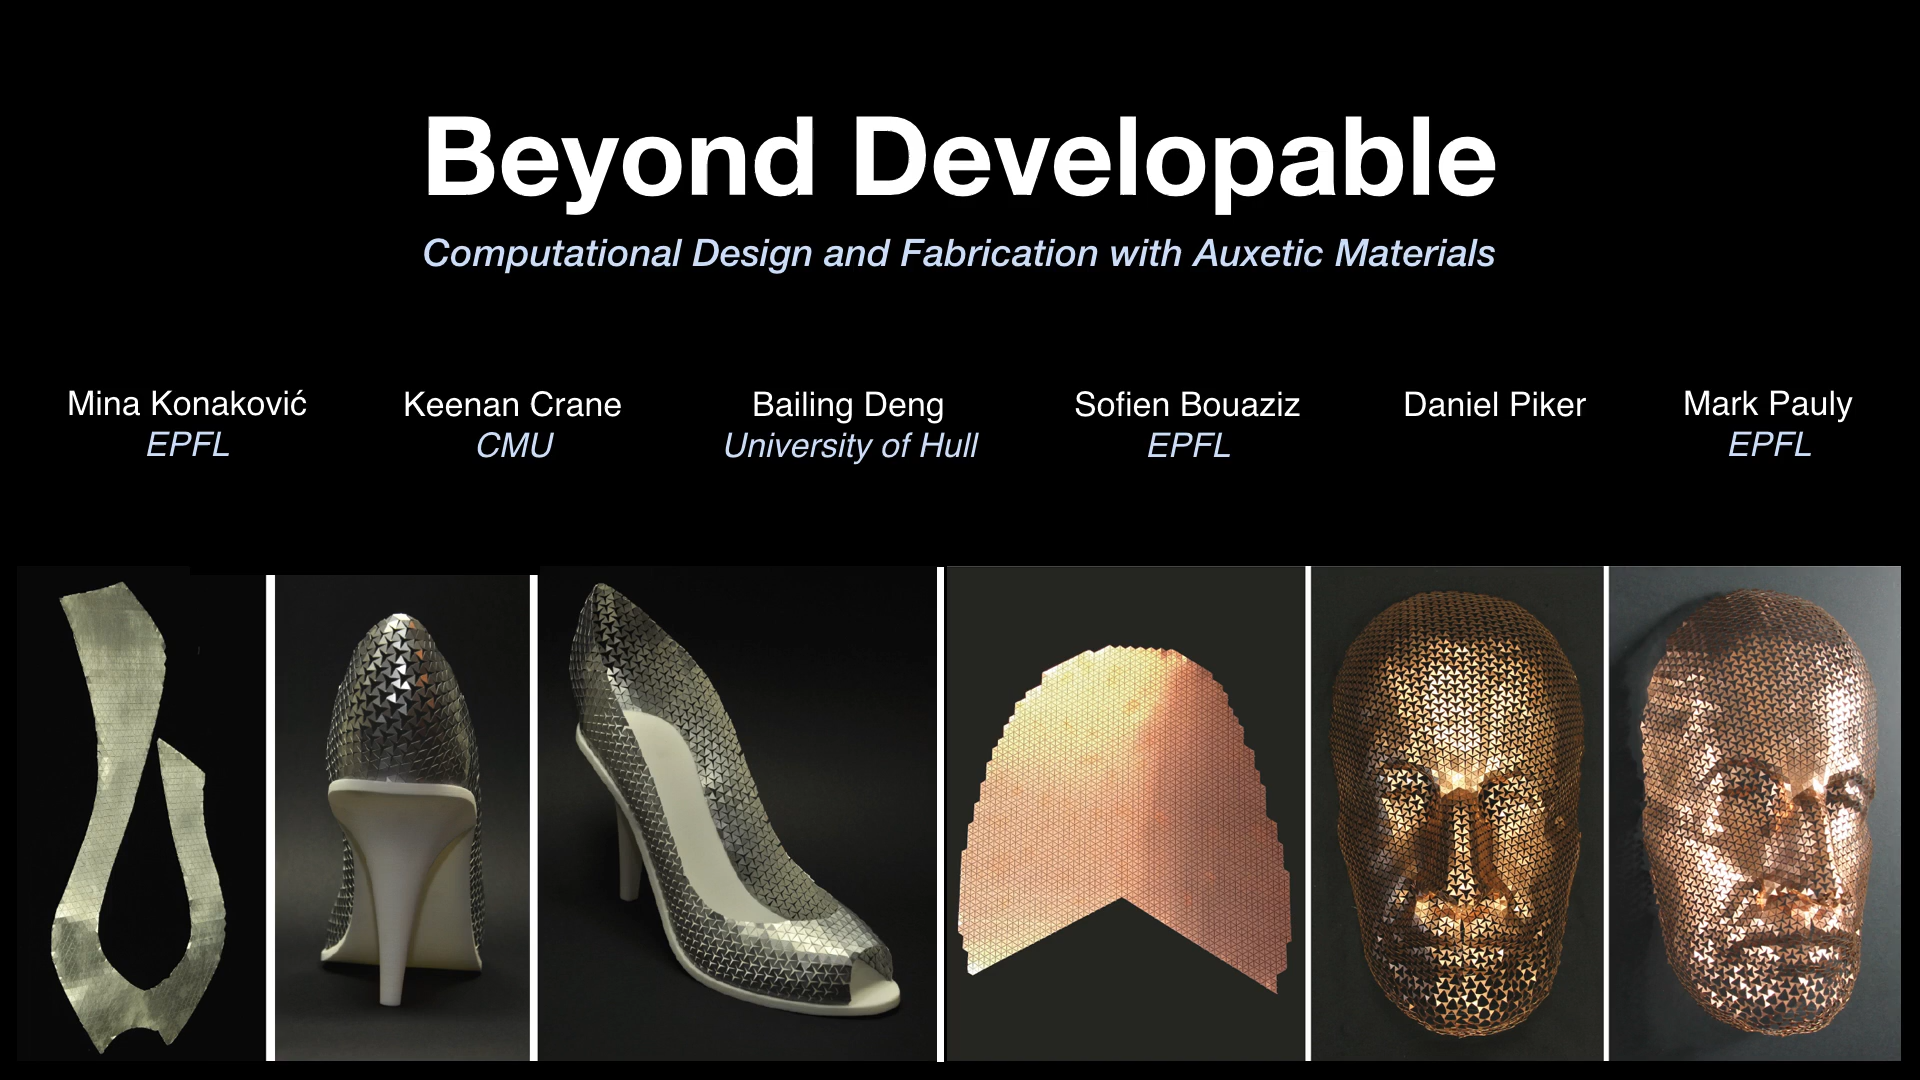 Beyond Developable
Computational Design and Fabrication with Auxetic Materials
Mina Konaković
EPFL
Keenan Crane
CMU
Bailing Deng
University of Hull
Sofien Bouaziz
EPFL
Daniel Piker
Mark Pauly
EPFL